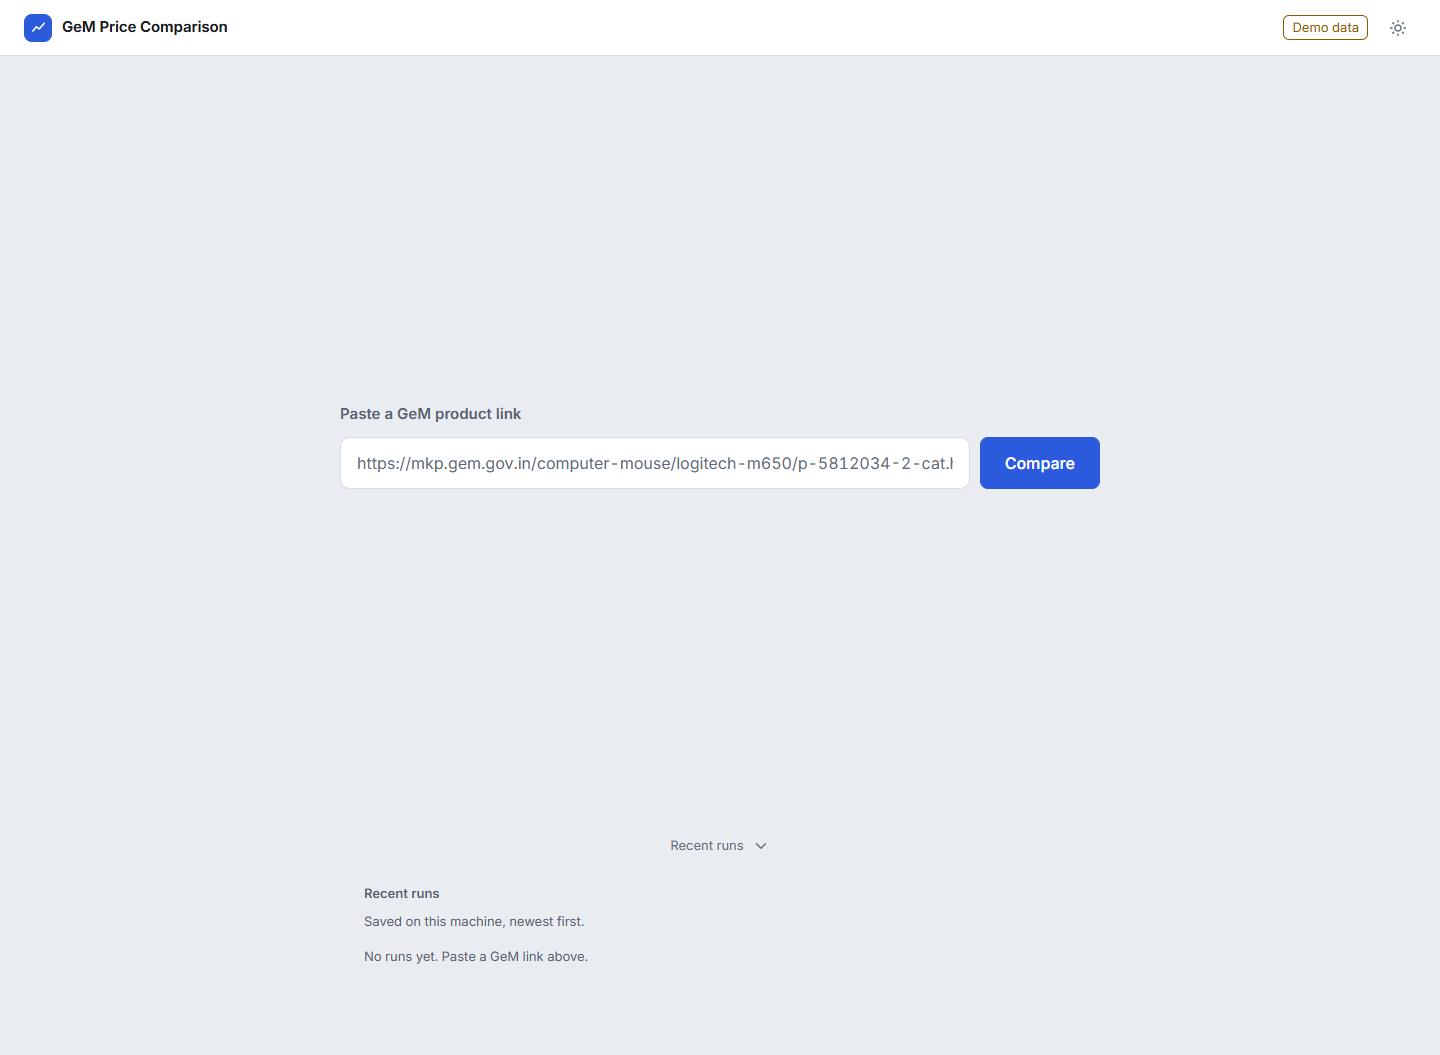 GeM Price Comparison
Demo data
Paste a GeM product link
https://mkp.gem.gov.in/computer-mouse/logitech-m650/p-5812034-2-cat.h
Compare
Recent runs
Recent runs
Saved on this machine, newest first.
No runs yet. Paste a GeM link above.